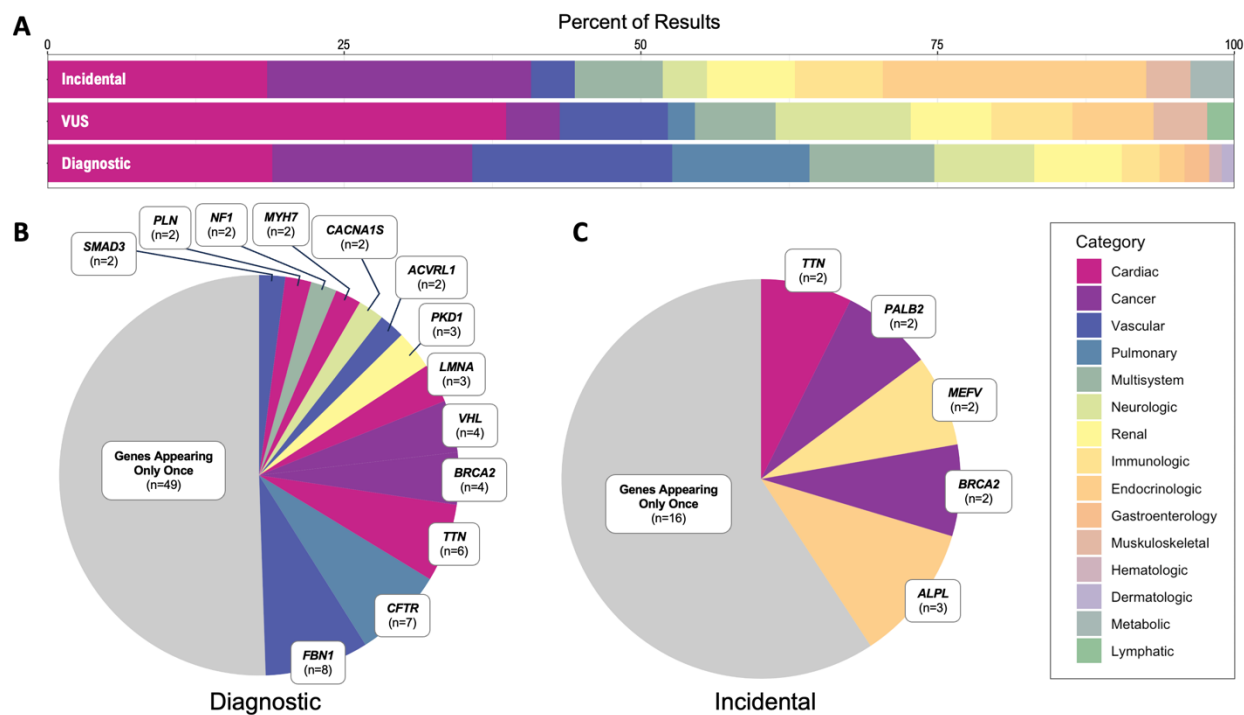 A
Percent of Results
0 25 50 75 100
Incidental
VUS
Diagnostic
B
SMAD3
(n=2)
PLN
(n=2)
NF1
(n=2)
MYH7
(n=2)
CACNA1S
(n=2)
ACVRL1
(n=2)
PKD1
(n=3)
LMNA
(n=3)
VHL
(n=4)
BRCA2
(n=4)
TTN
(n=6)
CFTR
(n=7)
FBN1
(n=8)
Genes Appearing
Only Once
(n=49)
Diagnostic
C
TTN
(n=2)
PALB2
(n=2)
MEFV
(n=2)
BRCA2
(n=2)
ALPL
(n=3)
Genes Appearing
Only Once
(n=16)
Incidental
Category
Cardiac
Cancer
Vascular
Pulmonary
Multisystem
Neurologic
Renal
Immunologic
Endocrinologic
Gastroenterology
Muskuloskeletal
Hematologic
Dermatologic
Metabolic
Lymphatic